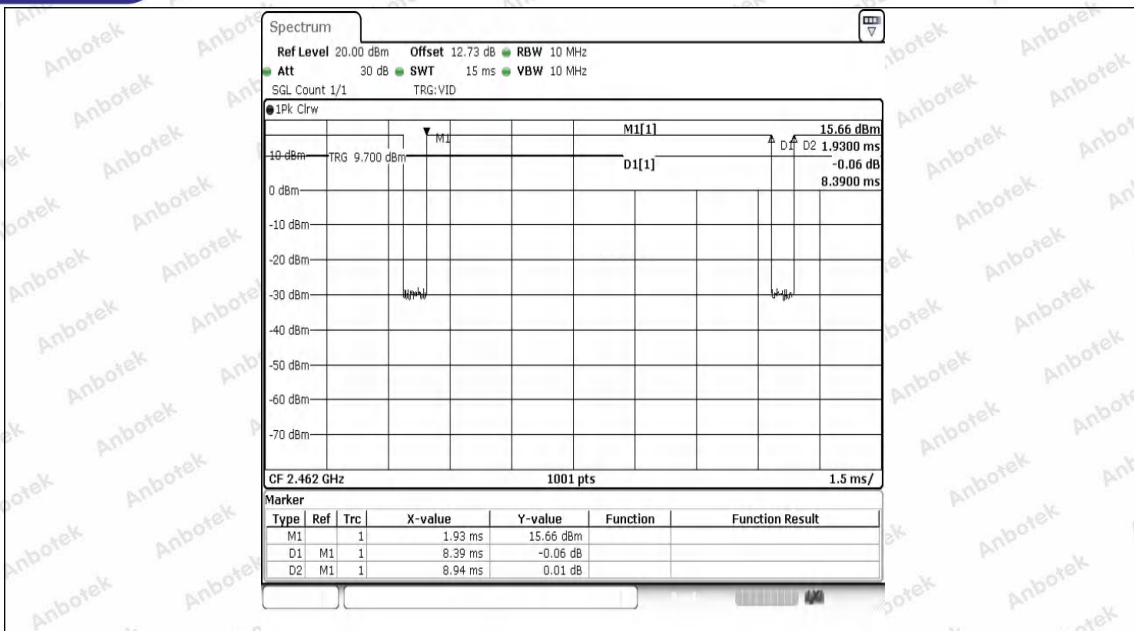 Spectrum
Ref Level 20.00 dBm Offset 12.73 dB RBW 10 MHz
Att 30 dB SWT 15 ms VBW 10 MHz
SGL Count 1/1 TRG:VID
1Pk Clrw
M1[1] 15.66 dBm
M1 D1 D2 1.9300 ms
10 dBm TRG 9.700 dBm D1[1] -0.06 dB
8.3900 ms
0 dBm
-10 dBm
-20 dBm
-30 dBm
-40 dBm
-50 dBm
-60 dBm
-70 dBm
CF 2.462 GHz 1001 pts 1.5 ms/
Marker
Type Ref Trc X-value Y-value Function Function Result
M1 1 1.93 ms 15.66 dBm
D1 M1 1 8.39 ms -0.06 dB
D2 M1 1 8.94 ms 0.01 dB
Anbotek